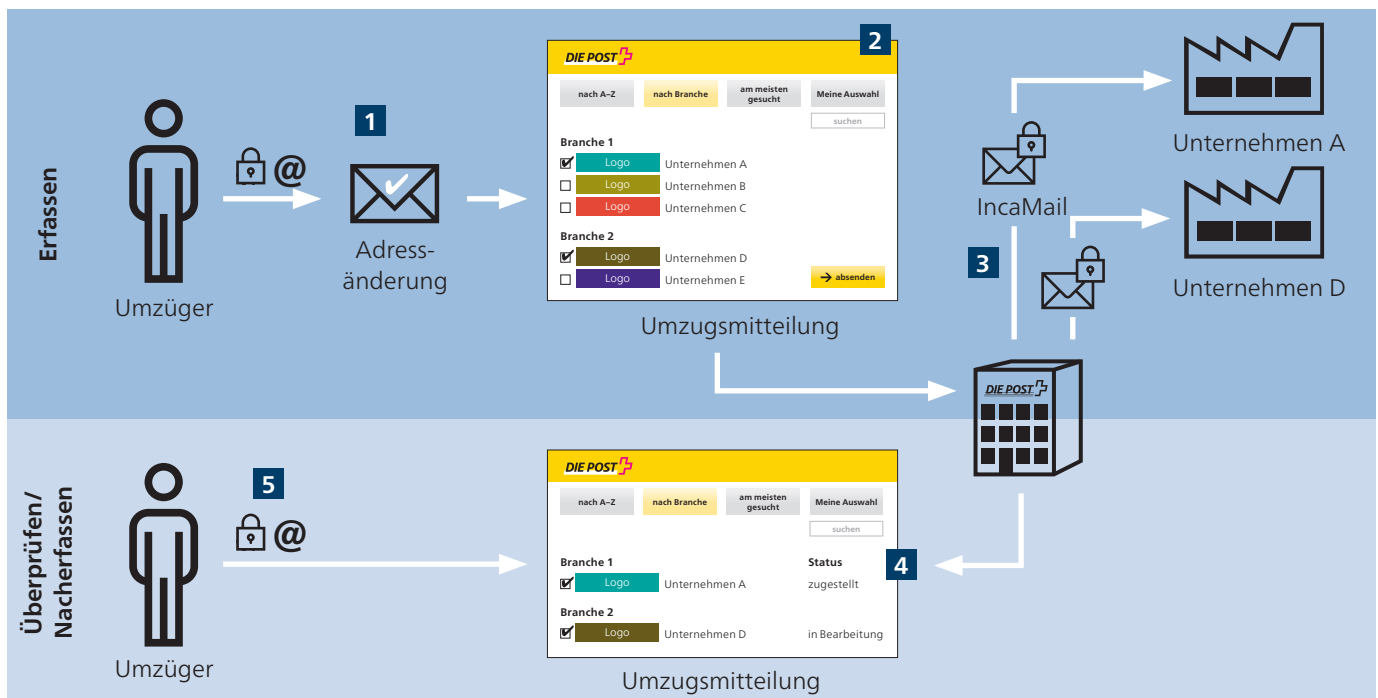 Erfassen
Umzüger
@
1
Adress-
änderung
2
DIE POST
nach A–Z
nach Branche
am meisten
gesucht
Meine Auswahl
suchen
Branche 1
Logo Unternehmen A
Logo Unternehmen B
Logo Unternehmen C
Branche 2
Logo Unternehmen D
Logo Unternehmen E
→ absenden
Umzugsmitteilung
3
IncaMail
Unternehmen A
Unternehmen D
DIE POST
Überprüfen/
Nacherfassen
Umzüger
5
@
DIE POST
nach A–Z
nach Branche
am meisten
gesucht
Meine Auswahl
suchen
4
Branche 1 Status
Logo Unternehmen A zugestellt
Branche 2
Logo Unternehmen D in Bearbeitung
Umzugsmitteilung